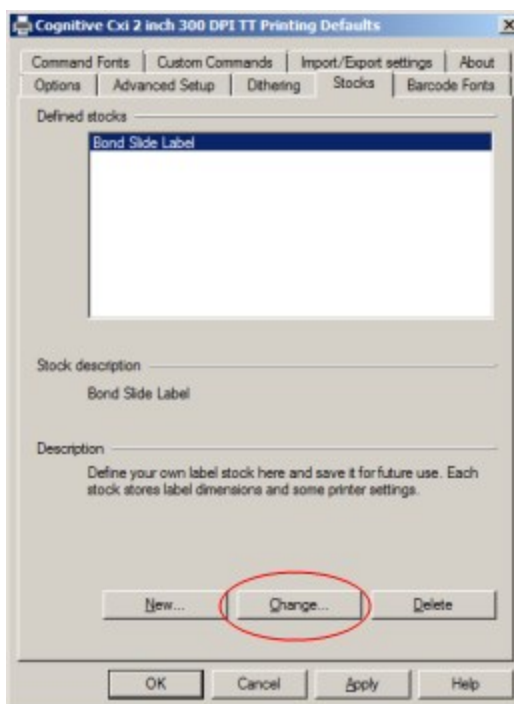 Cognitive Cxi 2 inch 300 DPI TT Printing Defaults
Command Fonts Custom Commands Import/Export settings About
Options Advanced Setup Dithering Stocks Barcode Fonts
Defined stocks
Bond Slide Label
Stock description
Bond Slide Label
Description
Define your own label stock here and save it for future use. Each
stock stores label dimensions and some printer settings.
New... Change... Delete
OK Cancel Apply Help